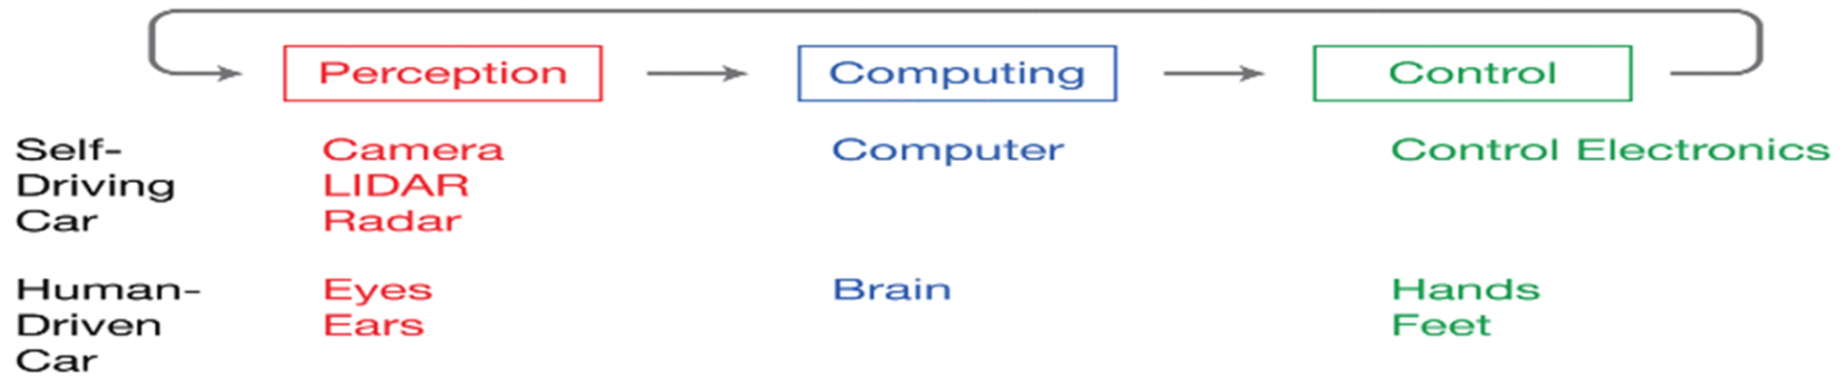 Perception Computing Control
Self- Camera Computer Control Electronics
Driving LIDAR
Car Radar
Human- Eyes Brain Hands
Driven Ears Feet
Car